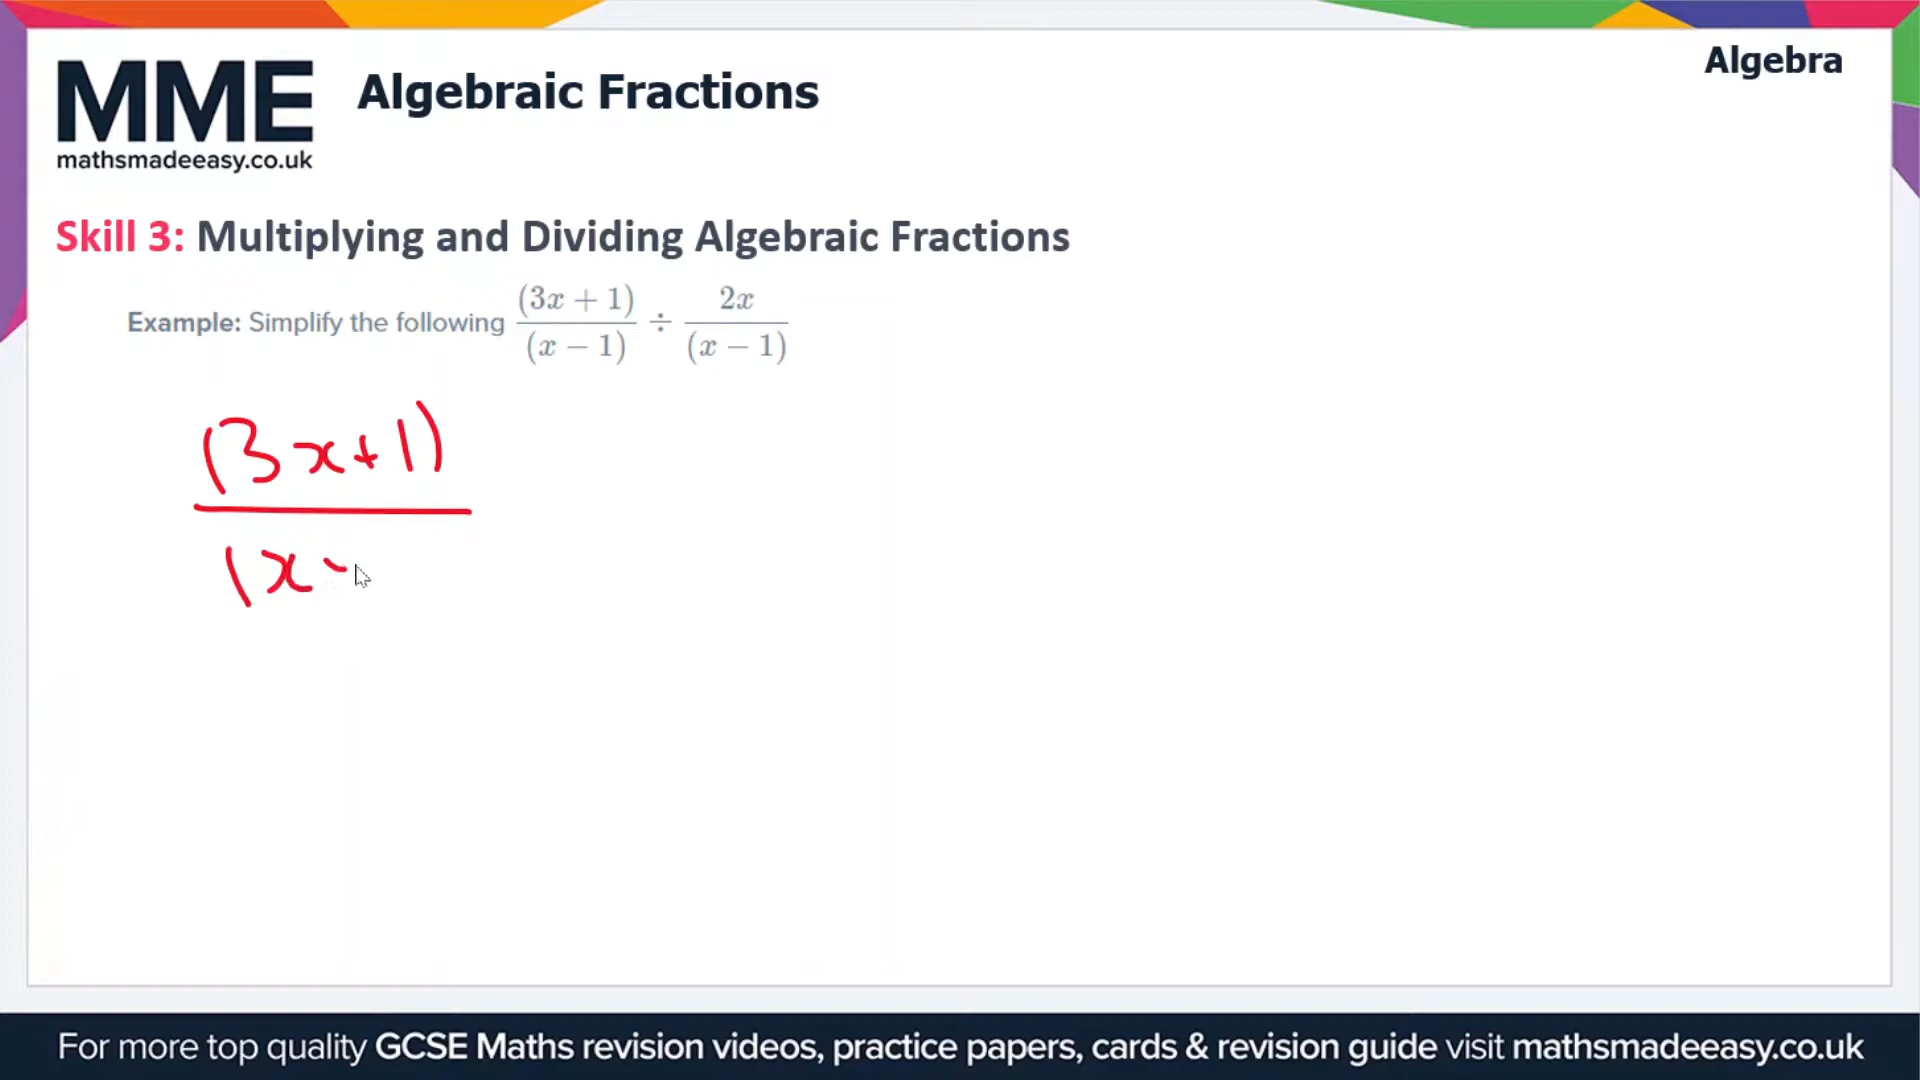 Algebra
MME
mathsmadeeasy.co.uk
Algebraic Fractions
Skill 3: Multiplying and Dividing Algebraic Fractions
Example: Simplify the following (3x + 1)/(x − 1) ÷ 2x/(x − 1)
(3x+1)
(x -
For more top quality GCSE Maths revision videos, practice papers, cards & revision guide visit mathsmadeeasy.co.uk